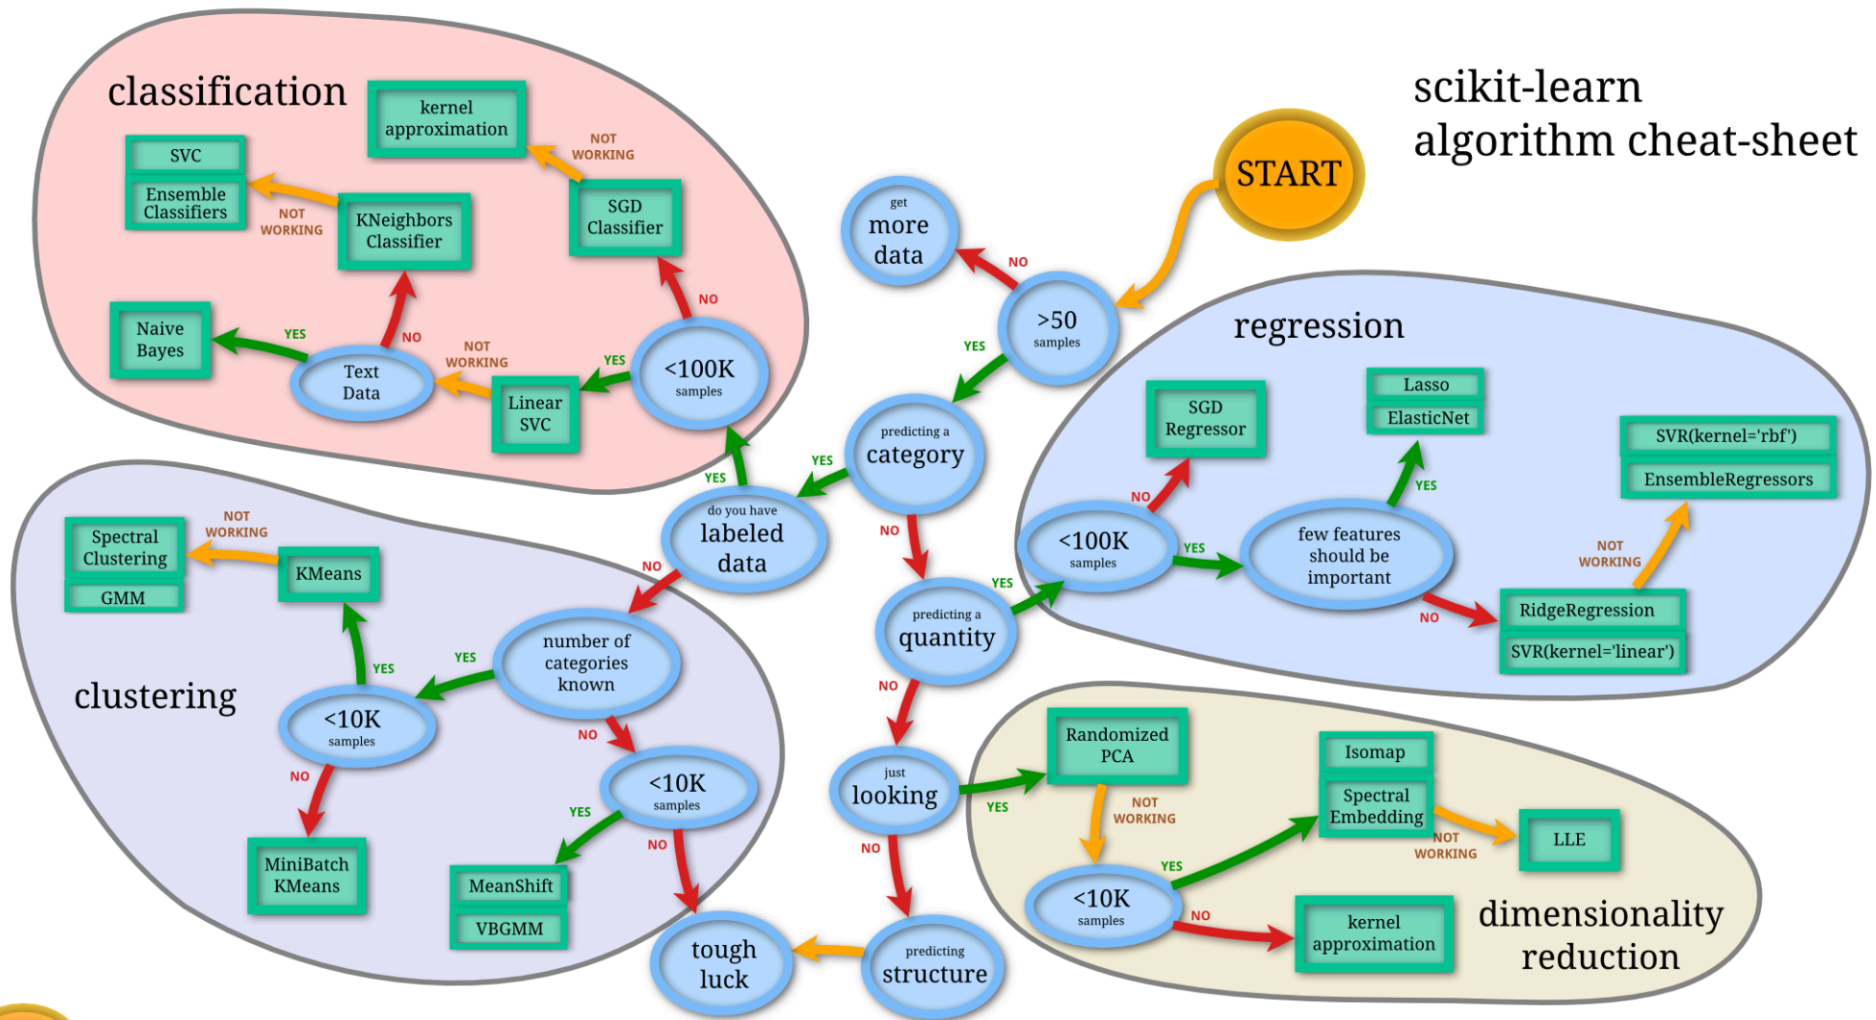 scikit-learn
algorithm cheat-sheet
START
classification
kernel
approximation
NOT
WORKING
SVC
Ensemble
Classifiers
NOT
WORKING
KNeighbors
Classifier
SGD
Classifier
NO
Naive
Bayes
YES
Text
Data
NO
NOT
WORKING
Linear
SVC
YES
<100K
samples
get
more
data
NO
>50
samples
YES
predicting a
category
YES
NO
YES
do you have
labeled
data
NO
predicting a
quantity
YES
NO
just
looking
YES
NO
predicting
structure
tough
luck
regression
SGD
Regressor
NO
<100K
samples
YES
Lasso
ElasticNet
YES
few features
should be
important
NO
SVR(kernel='rbf')
EnsembleRegressors
NOT
WORKING
RidgeRegression
SVR(kernel='linear')
clustering
Spectral
Clustering
GMM
NOT
WORKING
KMeans
YES
<10K
samples
NO
MiniBatch
KMeans
YES
number of
categories
known
NO
<10K
samples
YES
NO
MeanShift
VBGMM
Randomized
PCA
NOT
WORKING
<10K
samples
YES
NO
Isomap
Spectral
Embedding
NOT
WORKING
LLE
kernel
approximation
dimensionality
reduction